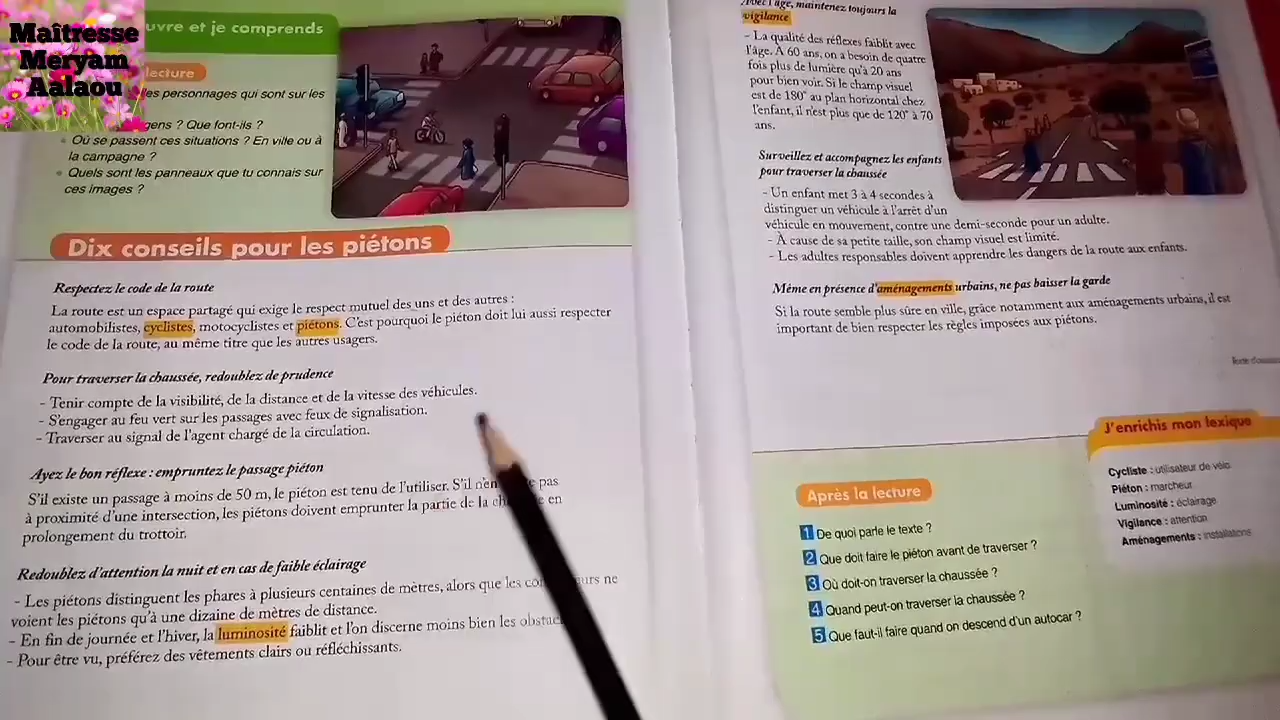 Maîtresse
Meryam
Aalaou
uvre et je comprends
lecture
les personnages qui sont sur les
gens ? Que font-ils ?
• Où se passent ces situations ? En ville ou à
la campagne ?
• Quels sont les panneaux que tu connais sur
ces images ?
Dix conseils pour les piétons
Respectez le code de la route
La route est un espace partagé qui exige le respect mutuel des uns et des autres :
automobilistes, cyclistes, motocyclistes et piétons. C'est pourquoi le piéton doit lui aussi respecter
le code de la route, au même titre que les autres usagers.
Pour traverser la chaussée, redoublez de prudence
- Tenir compte de la visibilité, de la distance et de la vitesse des véhicules.
- S'engager au feu vert sur les passages avec feux de signalisation.
- Traverser au signal de l'agent chargé de la circulation.
Ayez le bon réflexe : empruntez le passage piéton
S'il existe un passage à moins de 50 m, le piéton est tenu de l'utiliser. S'il pas
à proximité d'une intersection, les piétons doivent emprunter la partie de la en
prolongement du trottoir.
Redoublez d'attention la nuit et en cas de faible éclairage
- Les piétons distinguent les phares à plusieurs centaines de mètres, alors que les ne
voient les piétons qu'à une dizaine de mètres de distance.
- En fin de journée et l'hiver, la luminosité faiblit et l'on discerne moins bien les
- Pour être vu, préférez des vêtements clairs ou réfléchissants.
Avec l'âge, maintenez toujours la
vigilance
- La qualité des réflexes faiblit avec
l'âge. À 60 ans, on a besoin de quatre
fois plus de lumière qu'à 20 ans
pour bien voir. Si le champ visuel
est de 180° au plan horizontal chez
l'enfant, il n'est plus que de 120° à 70
ans.
Surveillez et accompagnez les enfants
pour traverser la chaussée
- Un enfant met 3 à 4 secondes à
distinguer un véhicule à l'arrêt d'un
véhicule en mouvement, contre une demi-seconde pour un adulte.
- À cause de sa petite taille, son champ visuel est limité.
- Les adultes responsables doivent apprendre les dangers de la route aux enfants.
Même en présence d'aménagements urbains, ne pas baisser la garde
Si la route semble plus sûre en ville, grâce notamment aux aménagements urbains, il est
important de bien respecter les règles imposées aux piétons.
J'enrichis mon lexique
Cycliste : utilisateur de vélo.
Piéton : marcheur
Luminosité : éclairage
Vigilance : attention
Aménagements : installations
Après la lecture
1 De quoi parle le texte ?
2 Que doit faire le piéton avant de traverser ?
3 Où doit-on traverser la chaussée ?
4 Quand peut-on traverser la chaussée ?
5 Que faut-il faire quand on descend d'un autocar ?